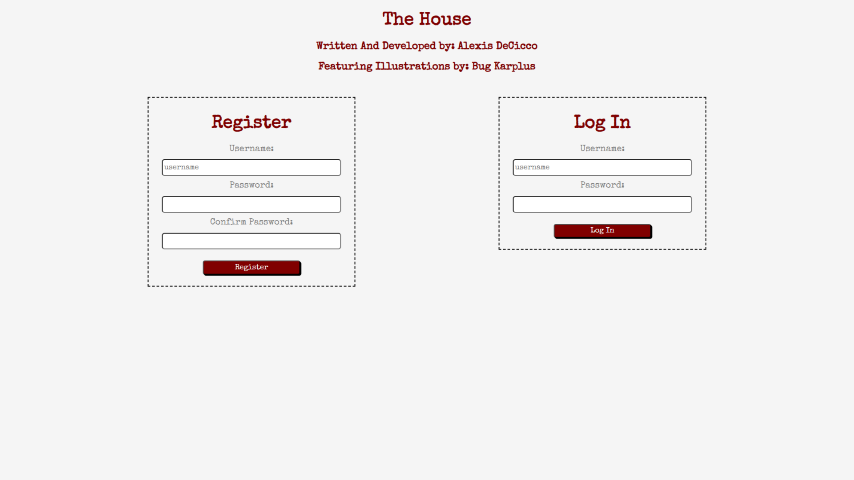 The House
Written And Developed by: Alexis DeCicco
Featuring Illustrations by: Bug Karplus
Register
Username:
username
Password:
Confirm Password:
Register
Log In
Username:
username
Password:
Log In